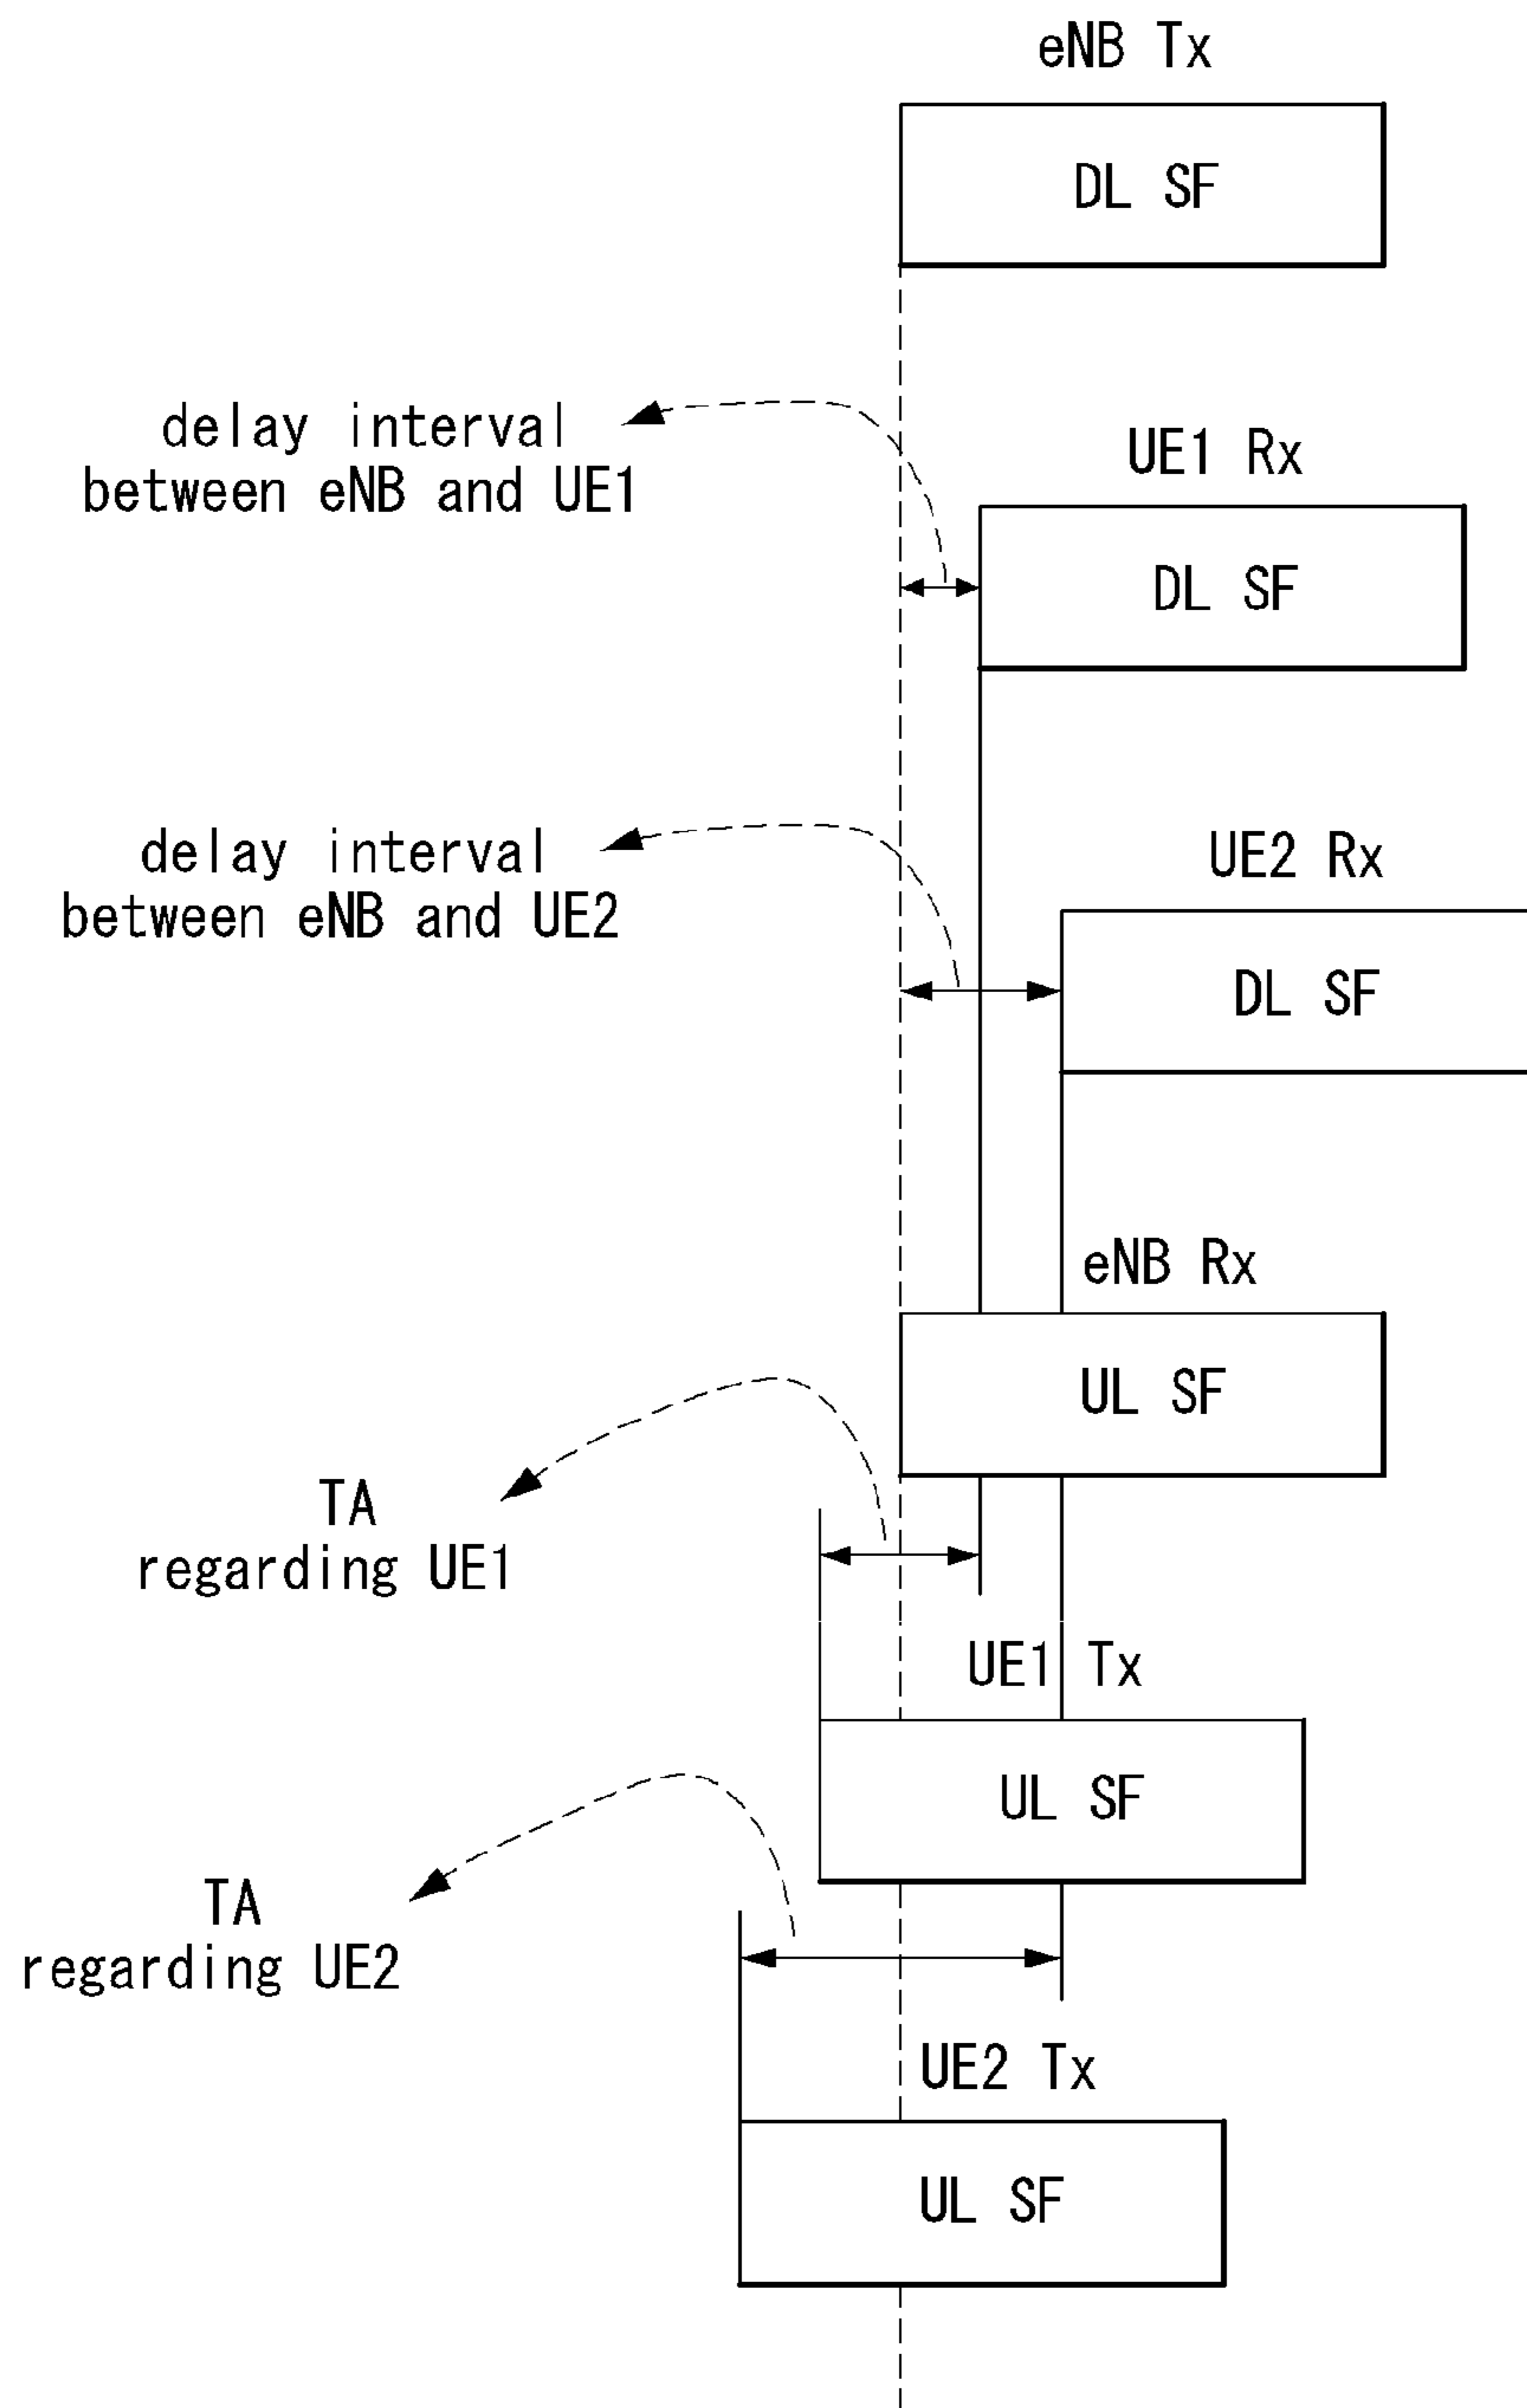 eNB Tx
DL SF
delay interval
between eNB and UE1
UE1 Rx
DL SF
delay interval
between eNB and UE2
UE2 Rx
DL SF
eNB Rx
UL SF
TA
regarding UE1
UE1 Tx
UL SF
TA
regarding UE2
UE2 Tx
UL SF